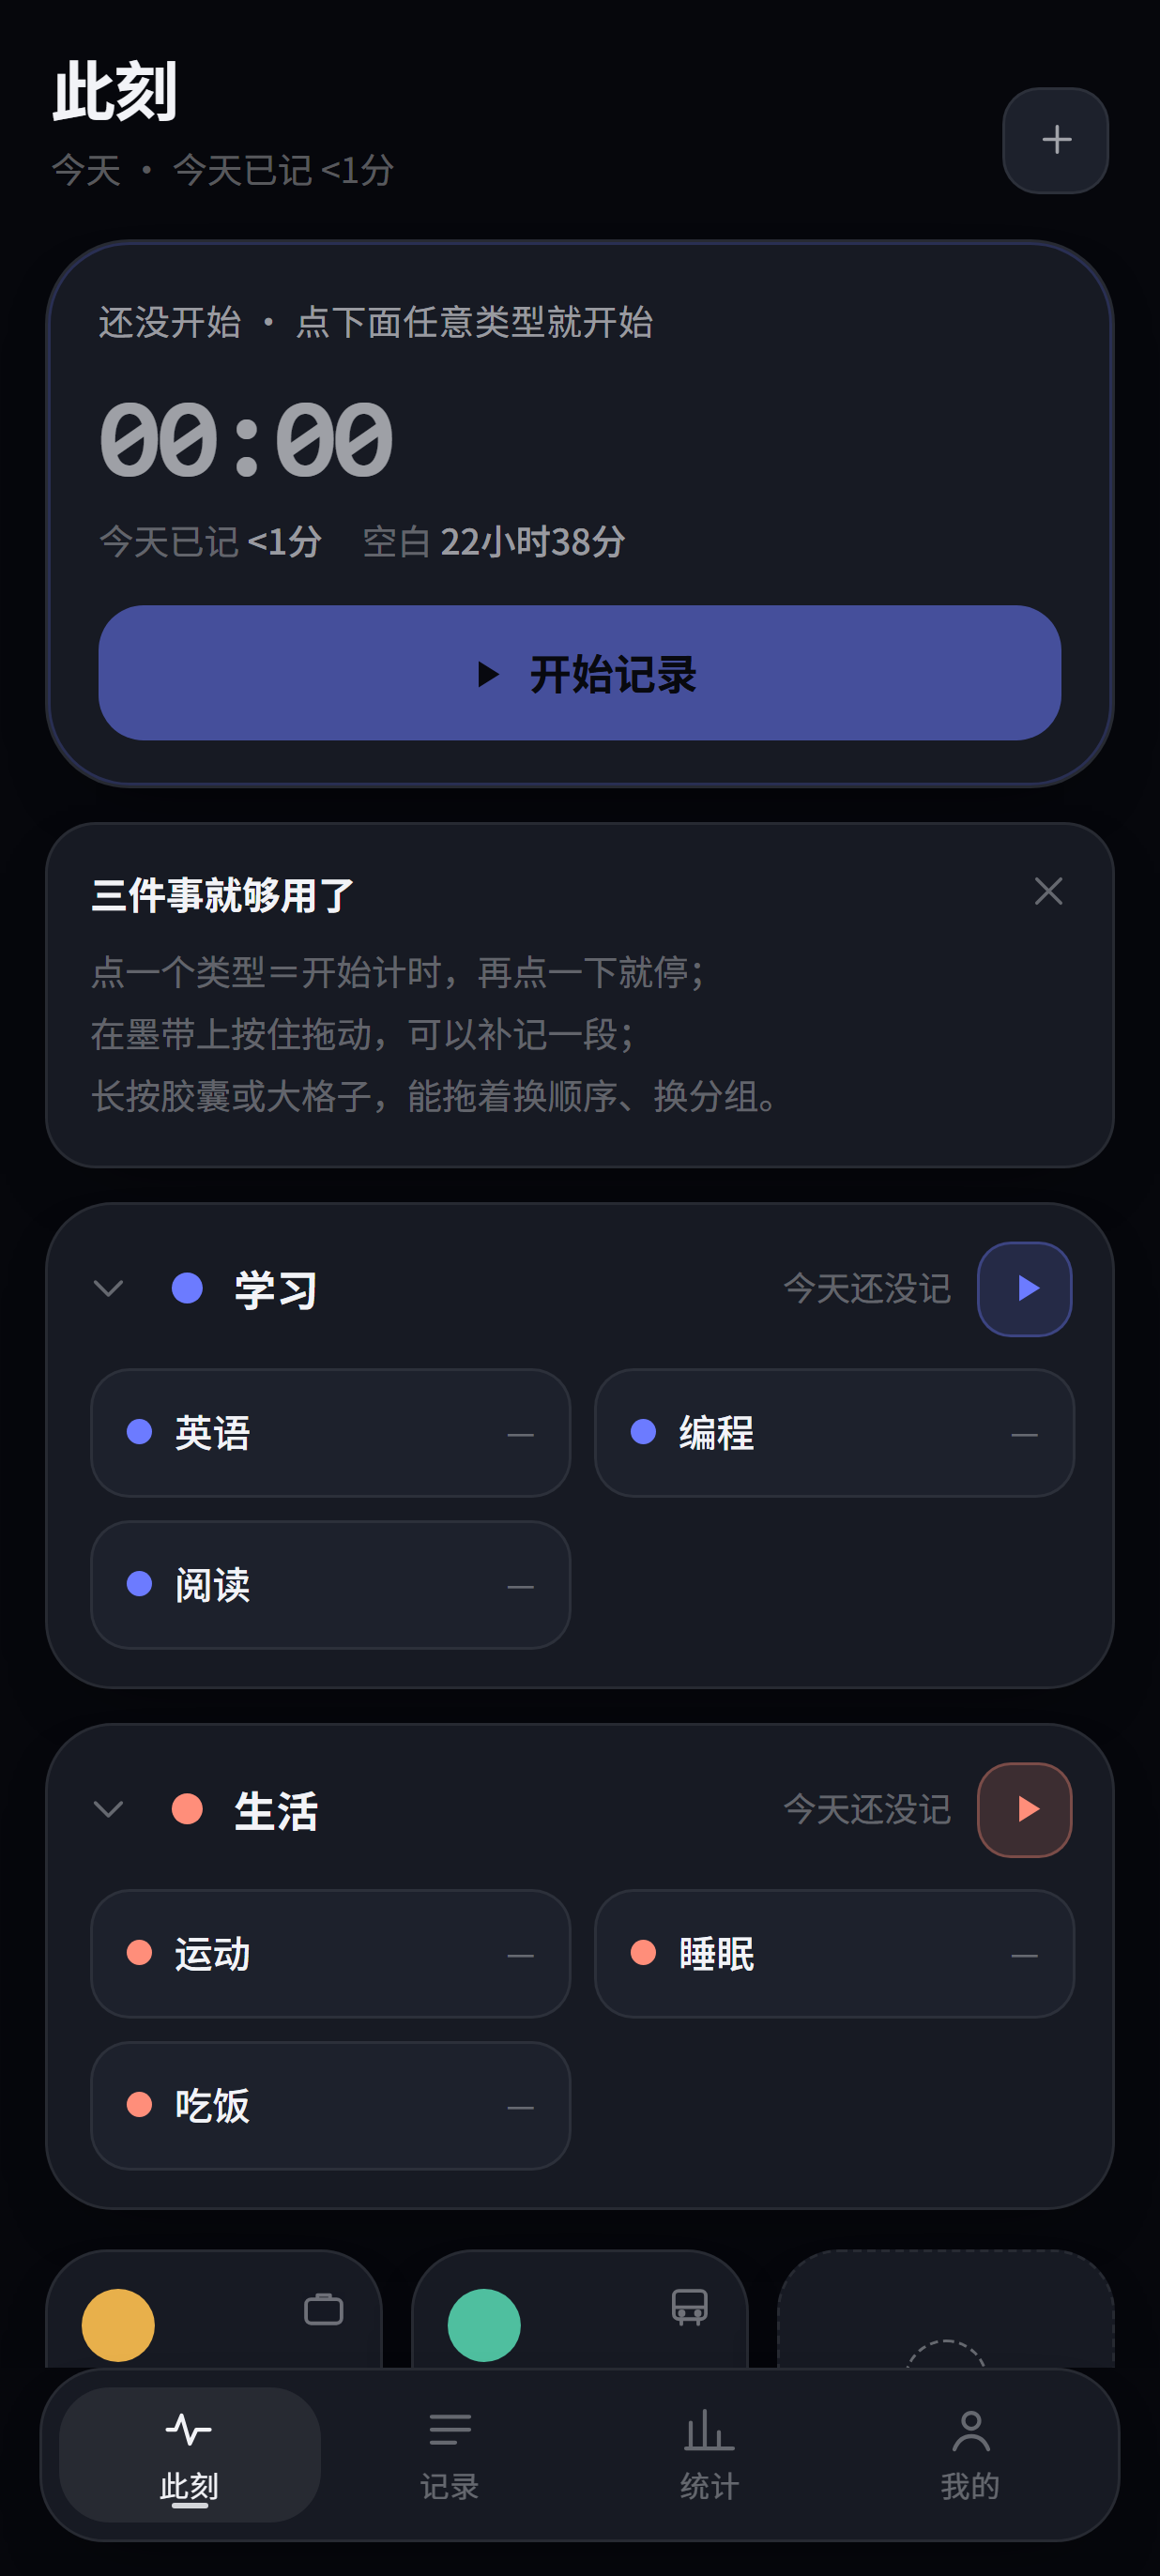 此刻
今天 · 今天已记 <1分
还没开始 · 点下面任意类型就开始
00:00
今天已记 <1分 空白 22小时38分
开始记录
三件事就够用了
点一个类型＝开始计时，再点一下就停；
在墨带上按住拖动，可以补记一段；
长按胶囊或大格子，能拖着换顺序、换分组。
学习 今天还没记
英语 — 编程 —
阅读 —
生活 今天还没记
运动 — 睡眠 —
吃饭 —
此刻 记录 统计 我的